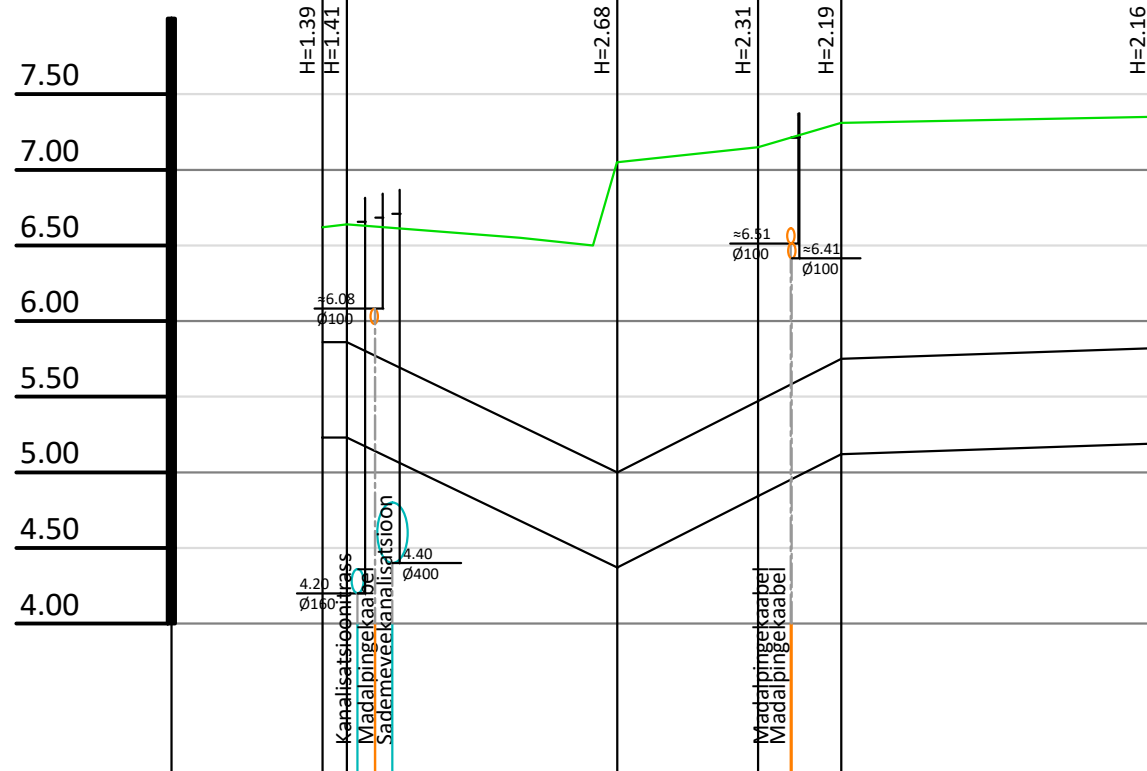 H=1.39
H=1.41
H=2.68
H=2.31
H=2.19
H=2.16
7.50
7.00
6.50
≈6.51
Ø100
≈6.41
Ø100
6.00
≈6.08
Ø100
5.50
5.00
4.50
4.40
Ø400
4.20
Ø160
4.00
Kanalisatsioonitrass
Madalpingekaabel
Sademeveekanalisatsioon
Madalpingekaabel
Madalpingekaabel